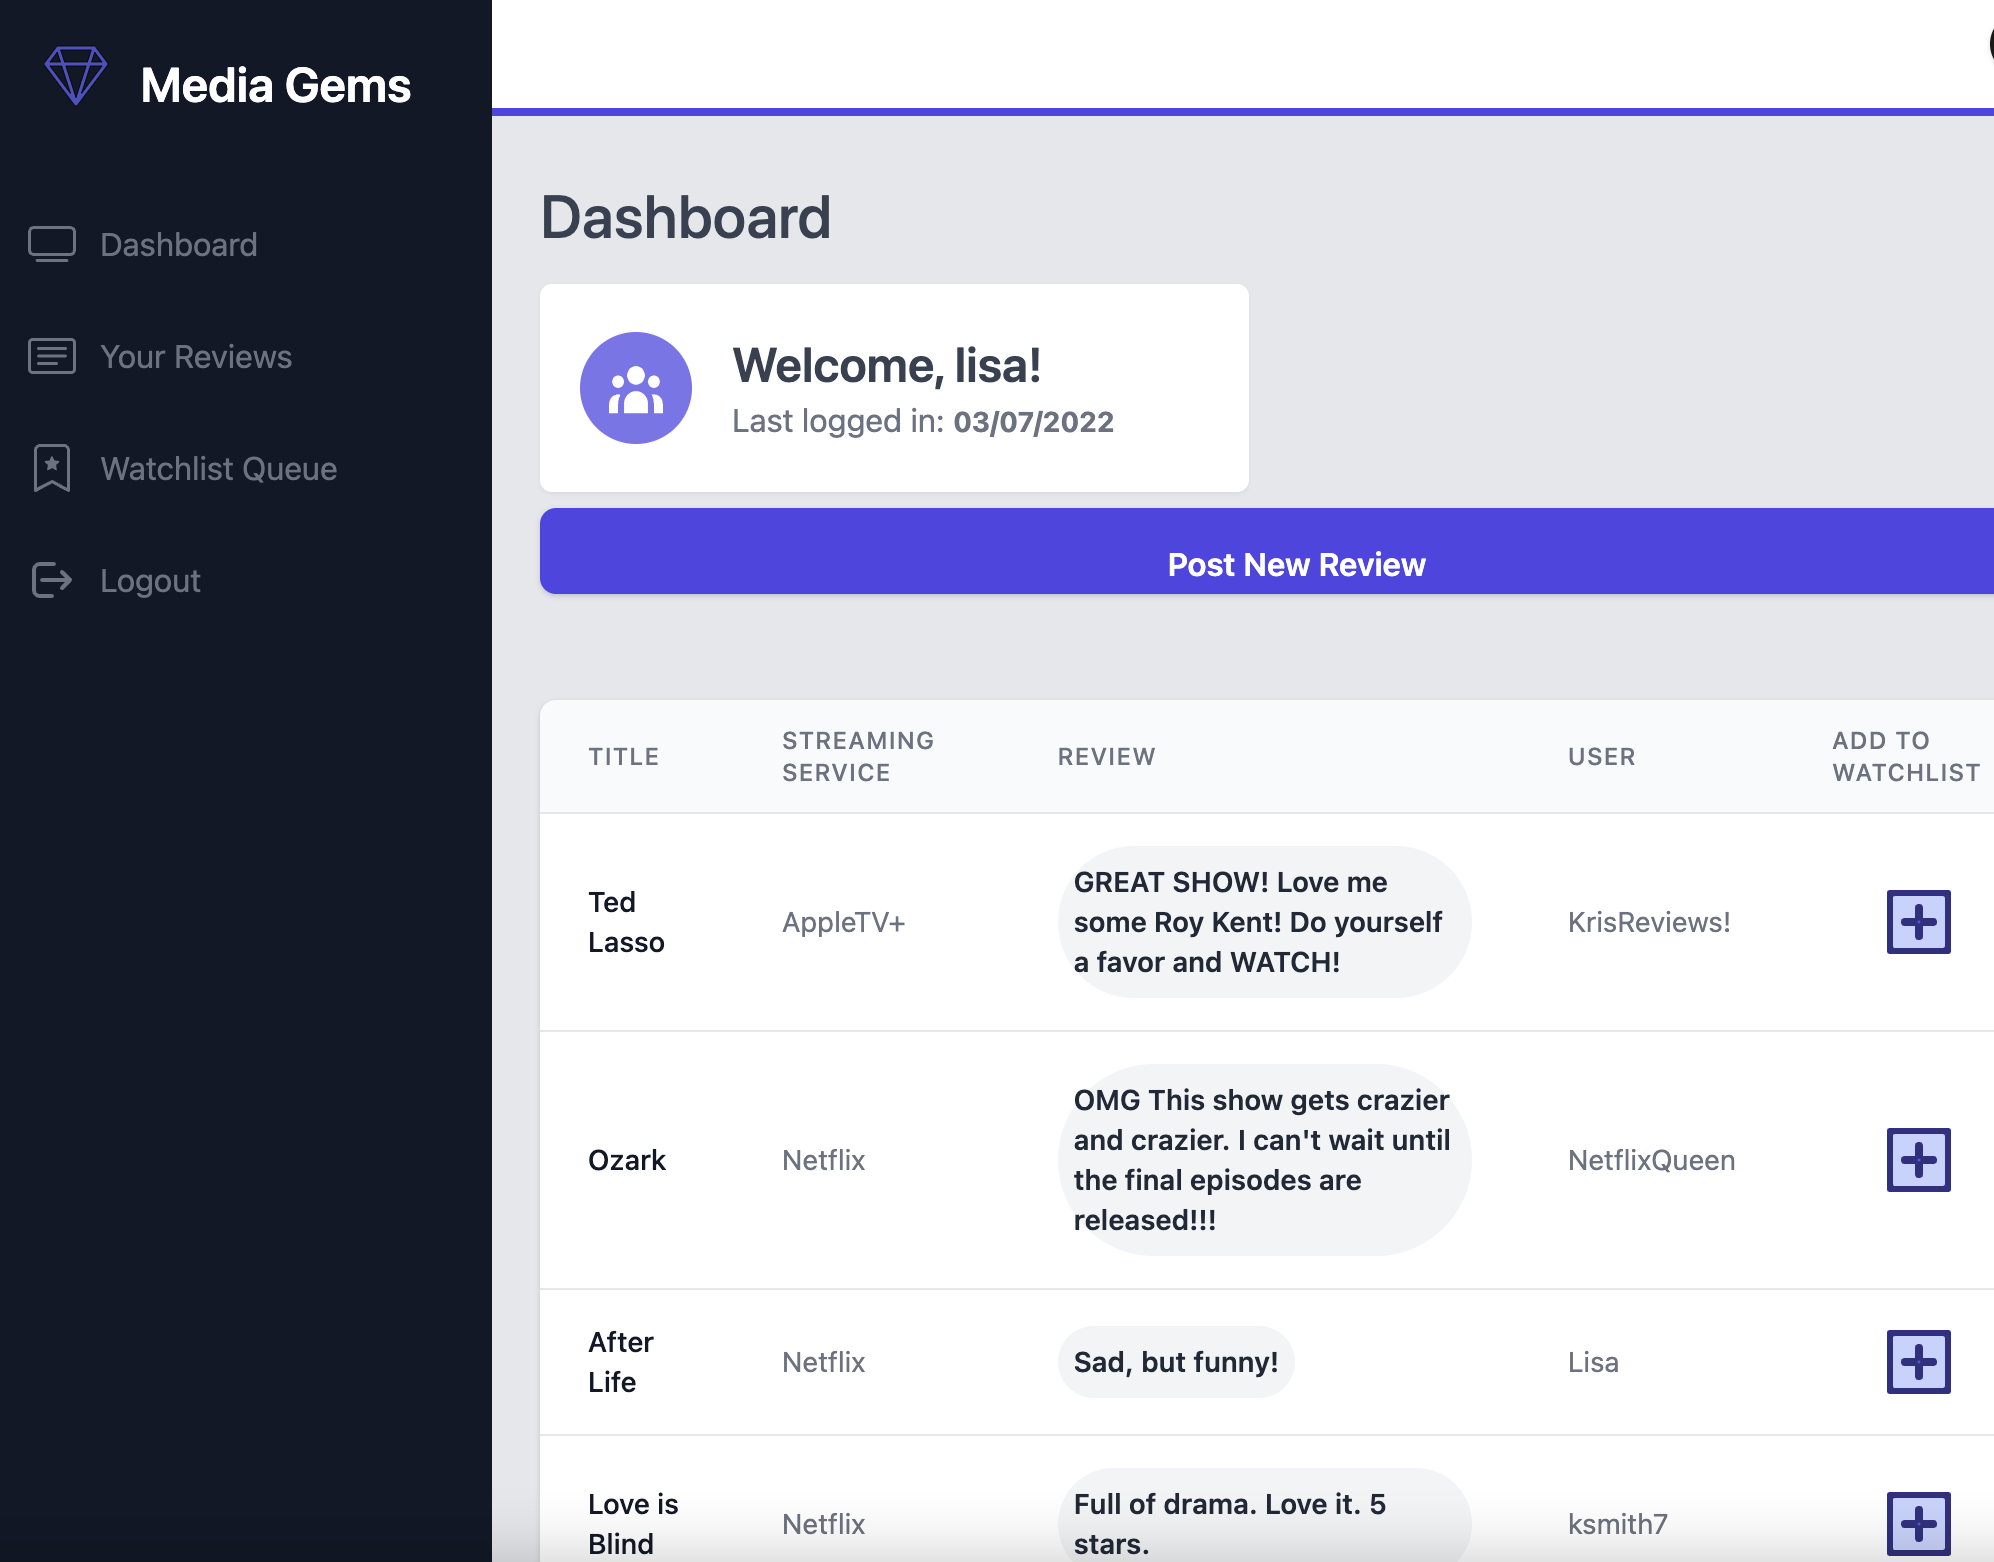 Media Gems
Dashboard
Your Reviews
Watchlist Queue
Logout
Dashboard
Welcome, lisa!
Last logged in: 03/07/2022
Post New Review
TITLE
STREAMING
SERVICE
REVIEW
USER
ADD TO
WATCHLIST
Ted
Lasso
AppleTV+
GREAT SHOW! Love me
some Roy Kent! Do yourself
a favor and WATCH!
KrisReviews!
Ozark
Netflix
OMG This show gets crazier
and crazier. I can't wait until
the final episodes are
released!!!
NetflixQueen
After
Life
Netflix
Sad, but funny!
Lisa
Love is
Blind
Netflix
Full of drama. Love it. 5
stars.
ksmith7